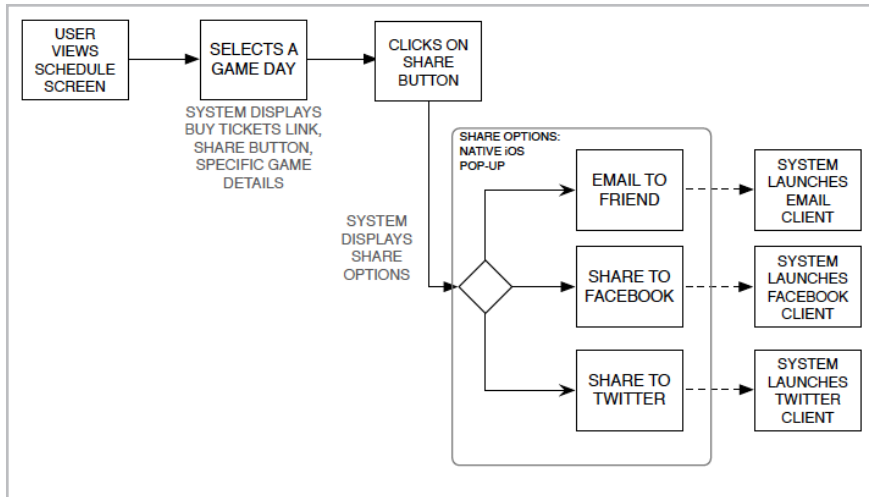 USER
VIEWS
SCHEDULE
SCREEN
SELECTS A
GAME DAY
CLICKS ON
SHARE
BUTTON
SYSTEM DISPLAYS
BUY TICKETS LINK,
SHARE BUTTON,
SPECIFIC GAME
DETAILS
SYSTEM
DISPLAYS
SHARE
OPTIONS
SHARE OPTIONS:
NATIVE iOS
POP-UP
EMAIL TO
FRIEND
SYSTEM
LAUNCHES
EMAIL
CLIENT
SHARE TO
FACEBOOK
SYSTEM
LAUNCHES
FACEBOOK
CLIENT
SHARE TO
TWITTER
SYSTEM
LAUNCHES
TWITTER
CLIENT